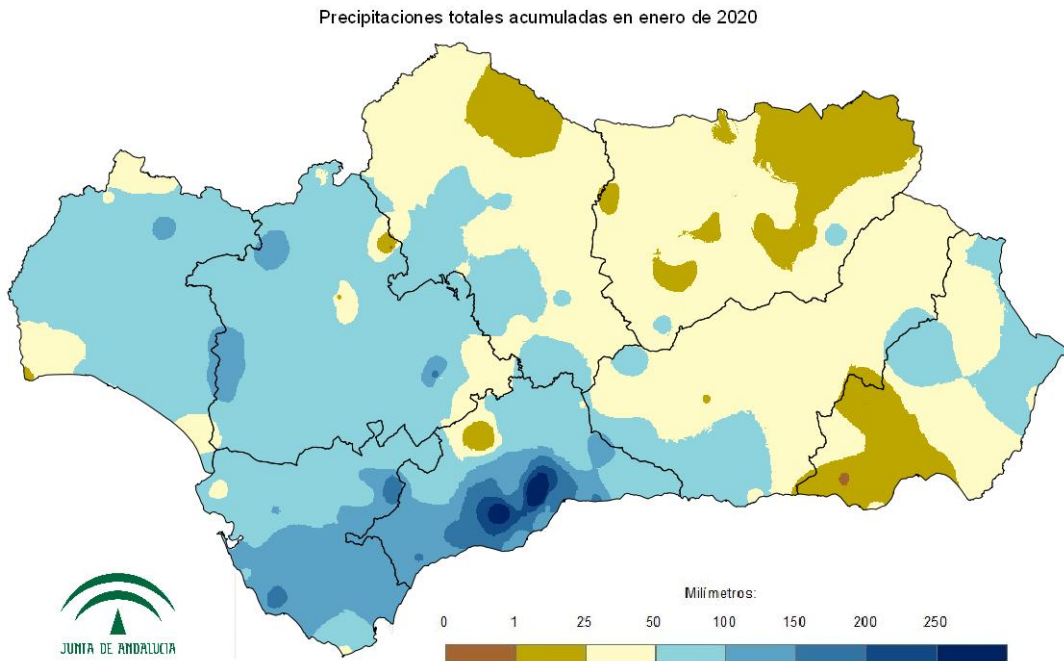 Precipitaciones totales acumuladas en enero de 2020
Milímetros:
0 1 25 50 100 150 200 250
JUNTA DE ANDALUCIA